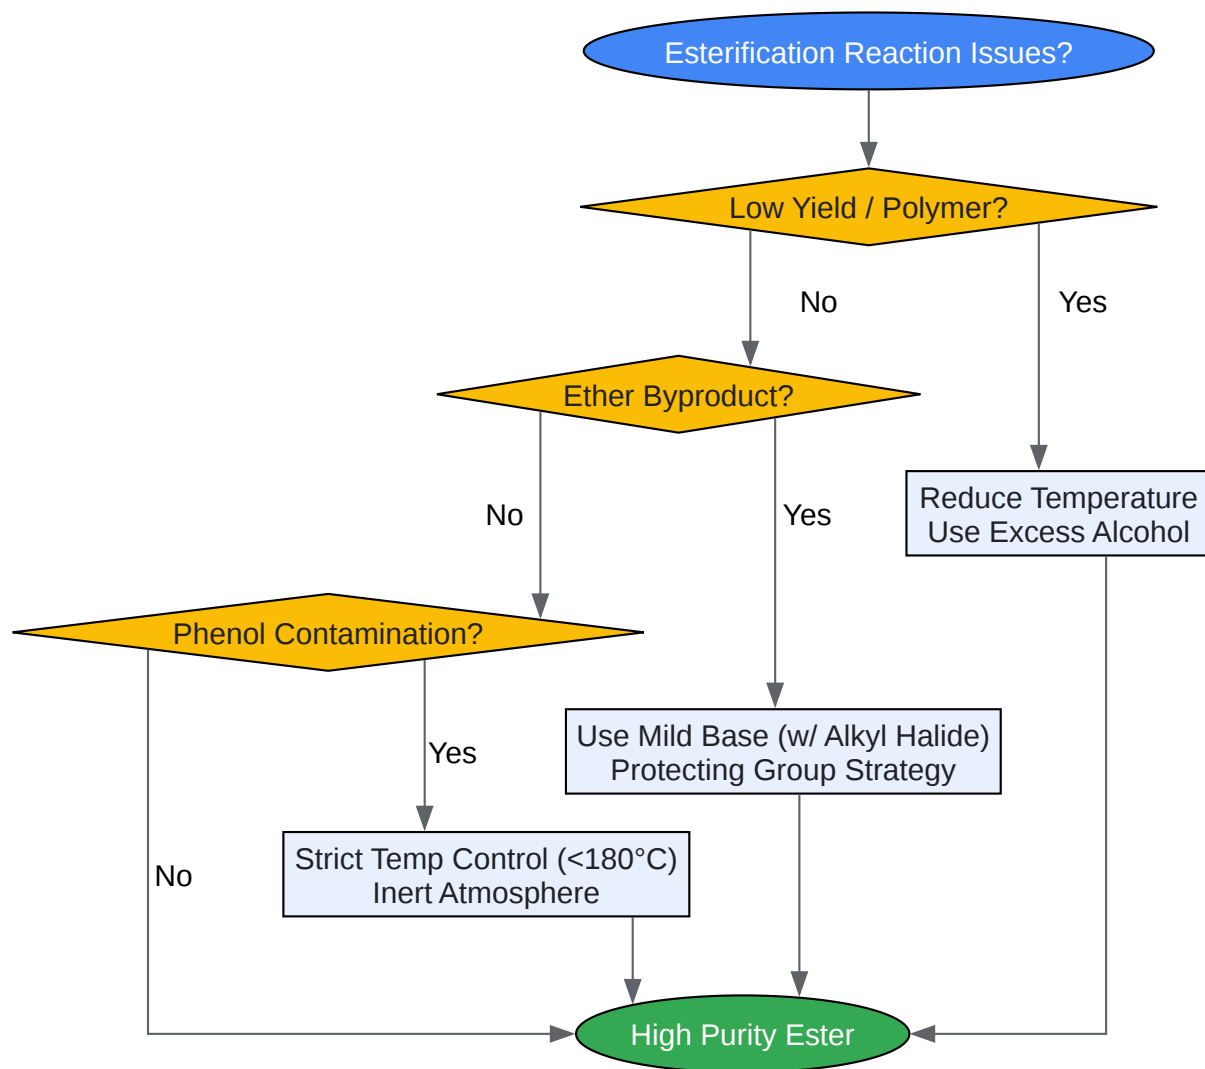 Esterification Reaction Issues?
Low Yield / Polymer?
No
Yes
Ether Byproduct?
No
Yes
Reduce Temperature
Use Excess Alcohol
Phenol Contamination?
Yes
Use Mild Base (w/ Alkyl Halide)
Protecting Group Strategy
No
Strict Temp Control (<180°C)
Inert Atmosphere
High Purity Ester